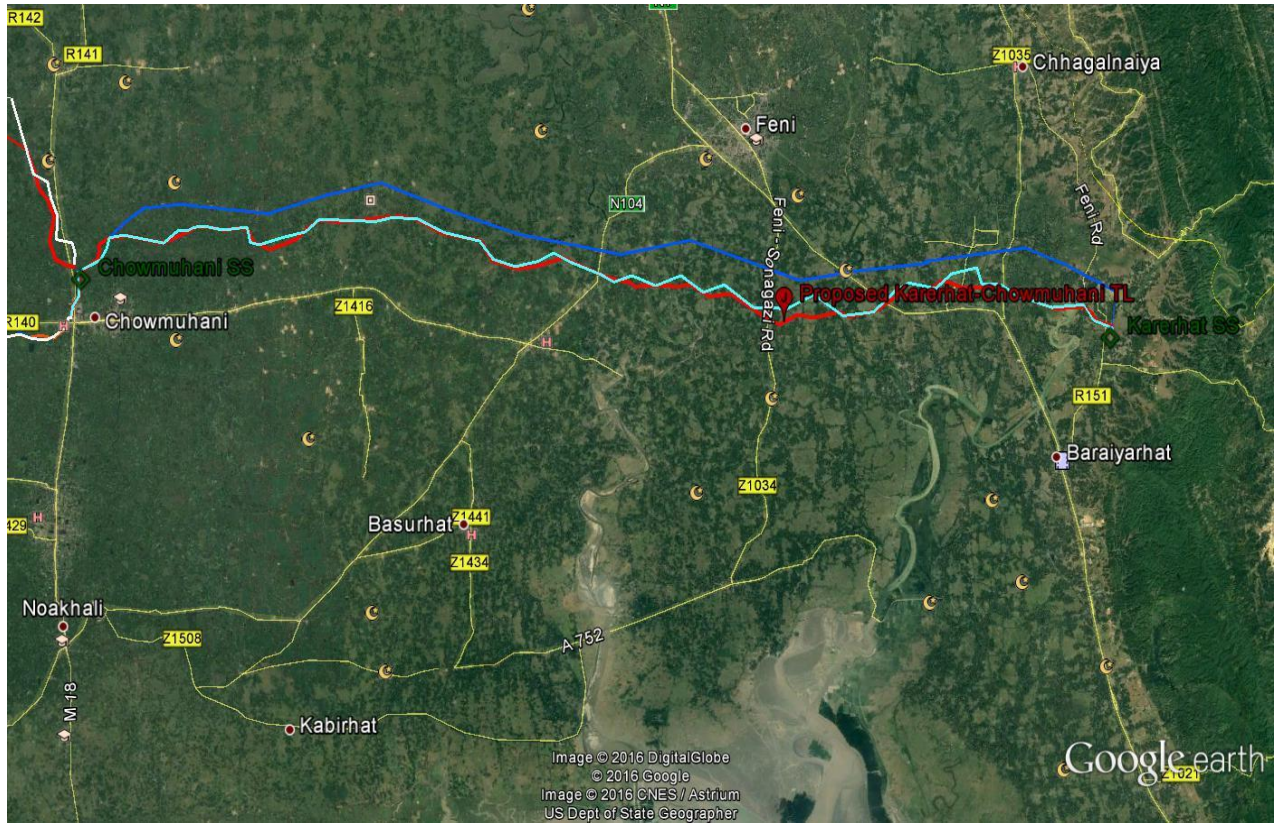 R142
N1
R141
Z1035
Chhagalnaiya
Feni
Feni Rd
N104
Feni - Sonagazi Rd
Chowmuhani SS
Proposed Karerhat-Chowmuhani TL
Z1416
R140
Chowmuhani
Karerhat SS
R151
Baraiyarhat
Z1034
429
Basurhat
Z1441
Z1434
Noakhali
Z1508
A 752
M 18
Kabirhat
Image © 2016 DigitalGlobe
© 2016 Google
Image © 2016 CNES / Astrium
US Dept of State Geographer
Google earth
Z1021